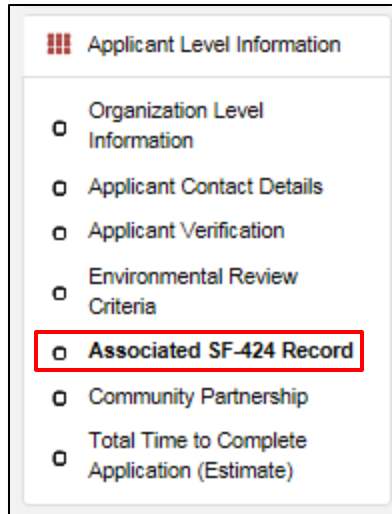 Applicant Level Information
Organization Level
Information
Applicant Contact Details
Applicant Verification
Environmental Review
Criteria
Associated SF-424 Record
Community Partnership
Total Time to Complete
Application (Estimate)